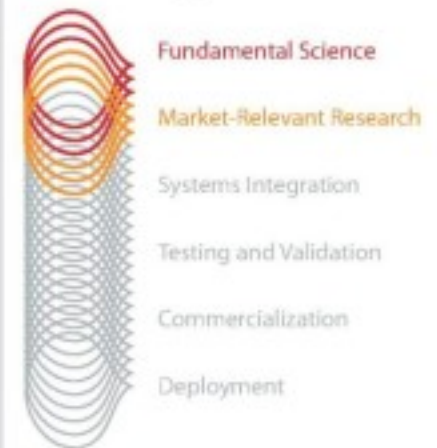 Fundamental Science
Market-Relevant Research
Systems Integration
Testing and Validation
Commercialization
Deployment